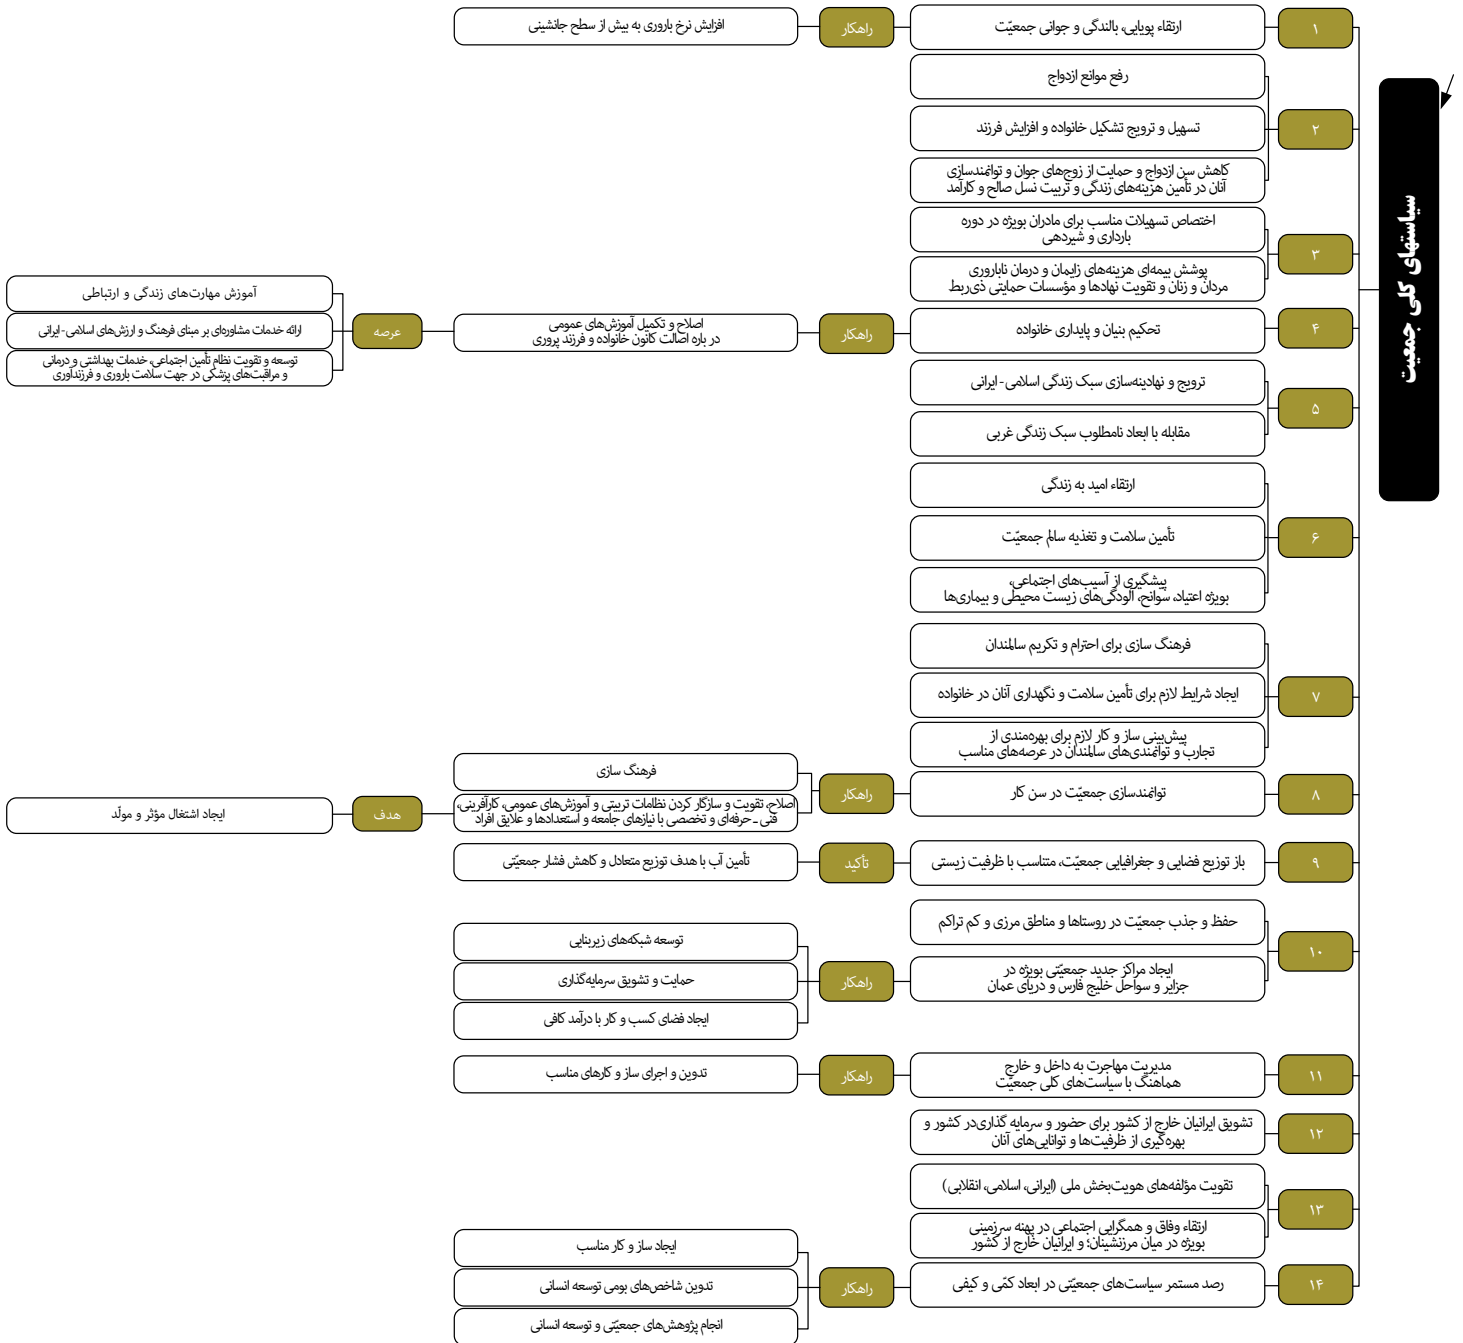 سیاستهای کلی جمعیت
۱
ارتقاء پویایی، بالندگی و جوانی جمعیّت
راهکار
افزایش نرخ باروری به بیش از سطح جانشینی
۲
رفع موانع ازدواج
تسهیل و ترویج تشکیل خانواده و افزایش فرزند
کاهش سن ازدواج و حمایت از زوج‌های جوان و توانمندسازی
آنان در تأمین هزینه‌های زندگی و تربیت نسل صالح و کارآمد
۳
اختصاص تسهیلات مناسب برای مادران بویژه در دوره
بارداری و شیردهی
پوشش بیمه‌ای هزینه‌های زایمان و درمان ناباروری
مردان و زنان و تقویت نهادها و مؤسسات حمایتی ذی‌ربط
۴
تحکیم بنیان و پایداری خانواده
راهکار
اصلاح و تکمیل آموزش‌های عمومی
در باره اصالت کانون خانواده و فرزند پروری
عرصه
آموزش مهارت‌های زندگی و ارتباطی
ارائه خدمات مشاوره‌ای بر مبنای فرهنگ و ارزش‌های اسلامی- ایرانی
توسعه و تقویت نظام تأمین اجتماعی، خدمات بهداشتی و درمانی
و مراقبت‌های پزشکی در جهت سلامت باروری و فرزندآوری
۵
ترویج و نهادینه‌سازی سبک زندگی اسلامی- ایرانی
مقابله با ابعاد نامطلوب سبک زندگی غربی
۶
ارتقاء امید به زندگی
تأمین سلامت و تغذیه سالم جمعیّت
پیشگیری از آسیب‌های اجتماعی،
بویژه اعتیاد، سوانح، آلودگی‌های زیست محیطی و بیماری‌ها
۷
فرهنگ سازی برای احترام و تکریم سالمندان
ایجاد شرایط لازم برای تأمین سلامت و نگهداری آنان در خانواده
پیش‌بینی ساز و کار لازم برای بهره‌مندی از
تجارب و توانمندی‌های سالمندان در عرصه‌های مناسب
۸
توانمندسازی جمعیّت در سن کار
راهکار
فرهنگ سازی
اصلاح، تقویت و سازگار کردن نظامات تربیتی و آموزش‌های عمومی، کارآفرینی،
فنی ـ حرفه‌ای و تخصصی با نیازهای جامعه و استعدادها و علایق افراد
هدف
ایجاد اشتغال مؤثر و مولّد
۹
باز توزیع فضایی و جغرافیایی جمعیّت، متناسب با ظرفیت زیستی
تأکید
تأمین آب با هدف توزیع متعادل و کاهش فشار جمعیّتی
۱۰
حفظ و جذب جمعیّت در روستاها و مناطق مرزی و کم تراکم
ایجاد مراکز جدید جمعیّتی بویژه در
جزایر و سواحل خلیج فارس و دریای عمان
راهکار
توسعه شبکه‌های زیربنایی
حمایت و تشویق سرمایه‌گذاری
ایجاد فضای کسب و کار با درآمد کافی
۱۱
مدیریت مهاجرت به داخل و خارج
هماهنگ با سیاست‌های کلی جمعیّت
راهکار
تدوین و اجرای ساز و کارهای مناسب
۱۲
تشویق ایرانیان خارج از کشور برای حضور و سرمایه گذاری‌در کشور و
بهره‌گیری از ظرفیت‌ها و توانایی‌های آنان
۱۳
تقویت مؤلفه‌های هویت‌بخش ملی (ایرانی، اسلامی، انقلابی)
ارتقاء وفاق و همگرایی اجتماعی در پهنه سرزمینی
بویژه در میان مرزنشینان؛ و ایرانیان خارج از کشور
۱۴
رصد مستمر سیاست‌های جمعیّتی در ابعاد کمّی و کیفی
راهکار
ایجاد ساز و کار مناسب
تدوین شاخص‌های بومی توسعه انسانی
انجام پژوهش‌های جمعیّتی و توسعه انسانی